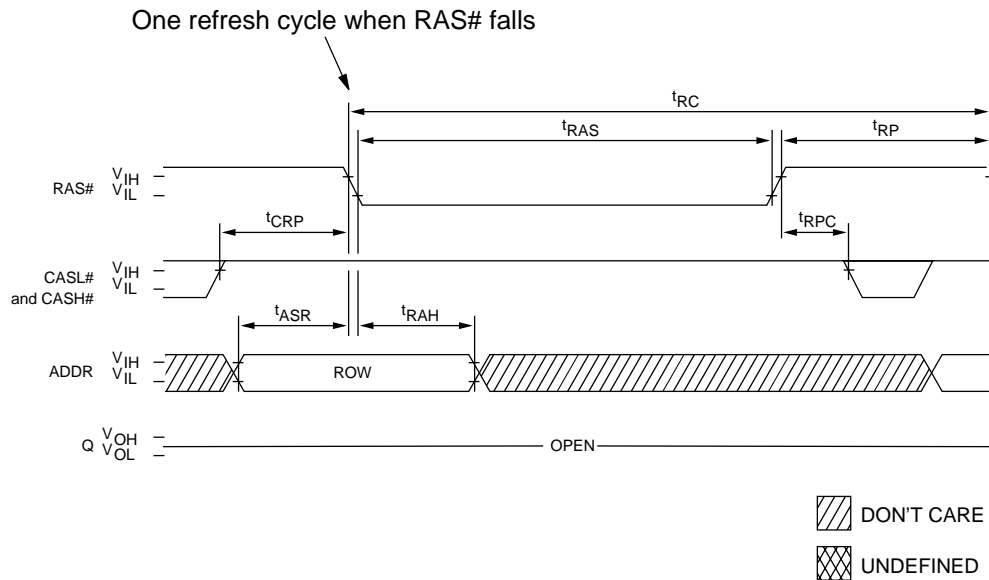 One refresh cycle when RAS# falls
tRC
tRAS
tRP
RAS# VIH
VIL
tCRP
tRPC
CASL# and CASH# VIH
VIL
tASR
tRAH
ADDR VIH
VIL
ROW
Q VOH
VOL
OPEN
DON'T CARE
UNDEFINED